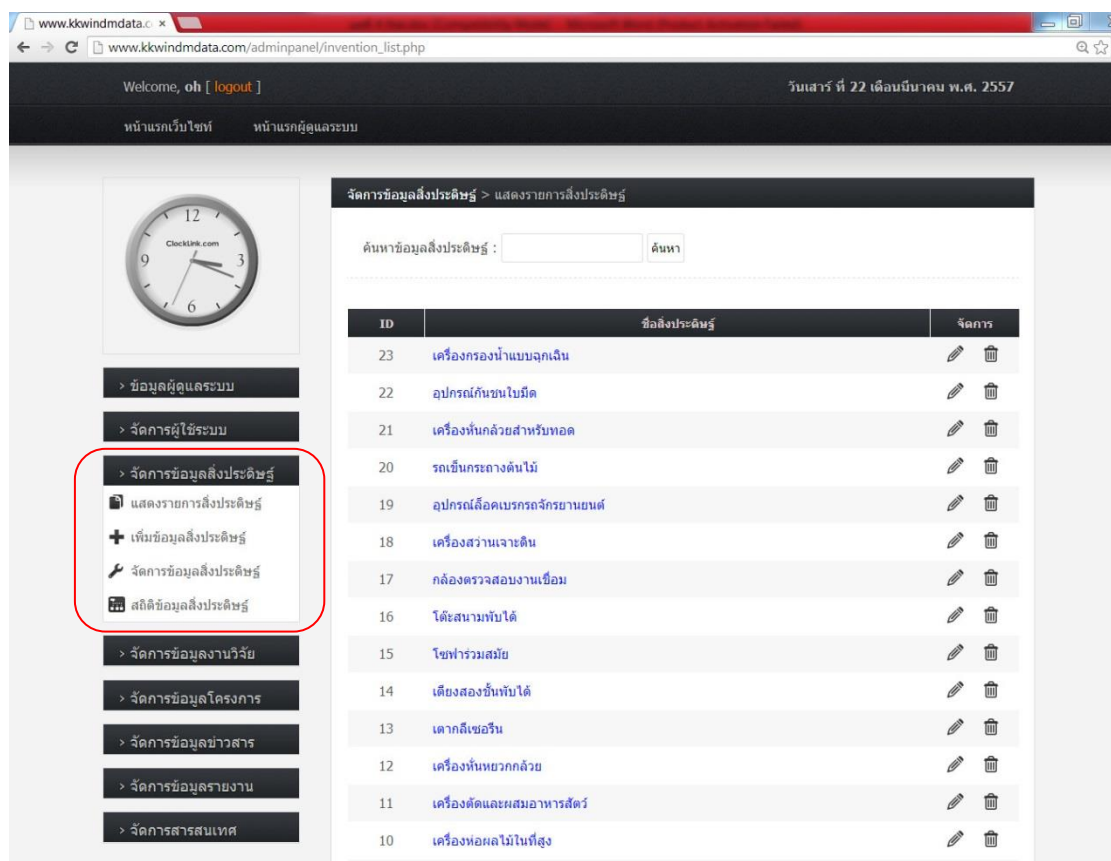 www.kkwindmdata.c
www.kkwindmdata.com/adminpanel/invention_list.php
Welcome, oh [ logout ]
วันเสาร์ ที่ 22 เดือนมีนาคม พ.ศ. 2557
หน้าแรกเว็บไซท์ หน้าแรกผู้ดูแลระบบ
12
ClockLink.com
9 3
6
> ข้อมูลผู้ดูแลระบบ
> จัดการผู้ใช้ระบบ
> จัดการข้อมูลสิ่งประดิษฐ์
แสดงรายการสิ่งประดิษฐ์
เพิ่มข้อมูลสิ่งประดิษฐ์
จัดการข้อมูลสิ่งประดิษฐ์
สถิติข้อมูลสิ่งประดิษฐ์
> จัดการข้อมูลงานวิจัย
> จัดการข้อมูลโครงการ
> จัดการข้อมูลข่าวสาร
> จัดการข้อมูลรายงาน
> จัดการสารสนเทศ
จัดการข้อมูลสิ่งประดิษฐ์ > แสดงรายการสิ่งประดิษฐ์
ค้นหาข้อมูลสิ่งประดิษฐ์ : ค้นหา
ID ชื่อสิ่งประดิษฐ์ จัดการ
23 เครื่องกรองน้ำแบบฉุกเฉิน
22 อุปกรณ์กันชนใบมีด
21 เครื่องหั่นกล้วยสำหรับทอด
20 รถเข็นกระถางต้นไม้
19 อุปกรณ์ล็อคเบรกรถจักรยานยนต์
18 เครื่องสว่านเจาะดิน
17 กล้องตรวจสอบงานเชื่อม
16 โต๊ะสนามพับได้
15 โซฟาร่วมสมัย
14 เตียงสองชั้นพับได้
13 เตากลีเซอรีน
12 เครื่องหั่นหยวกกล้วย
11 เครื่องตัดและผสมอาหารสัตว์
10 เครื่องห่อผลไม้ในที่สูง